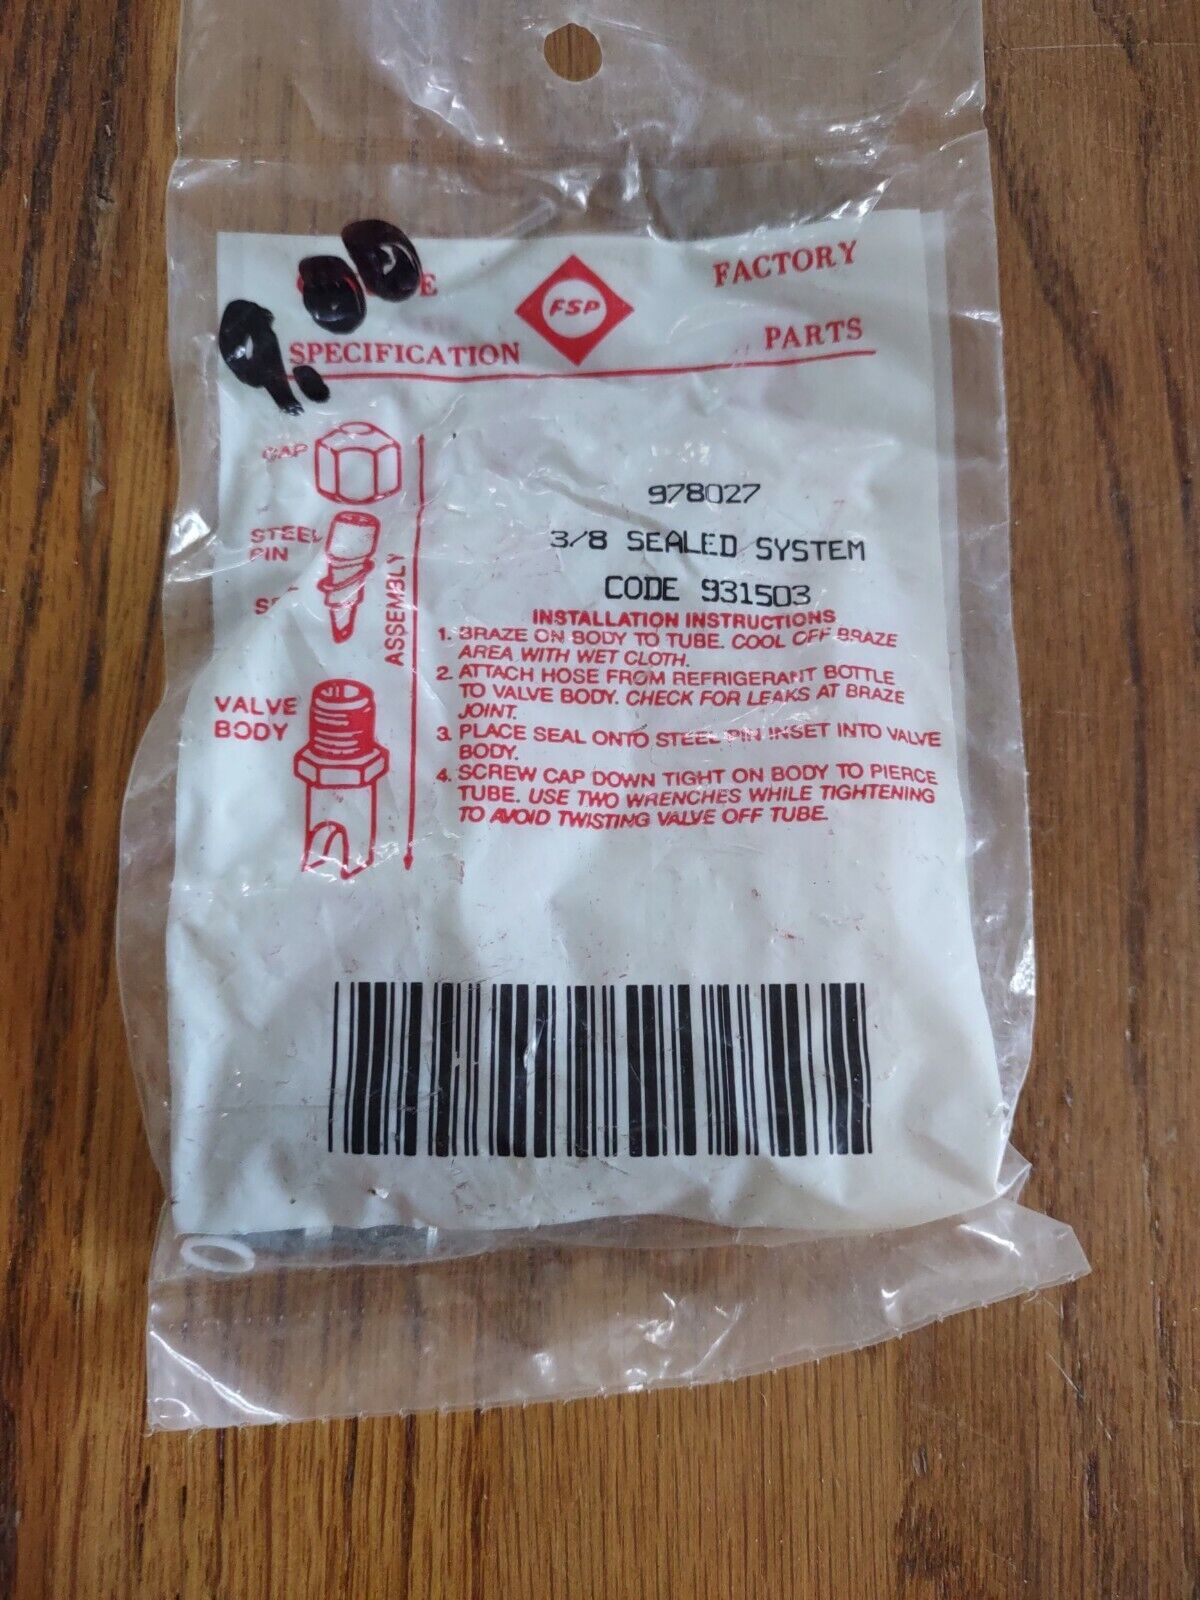 FACTORY
FSP
SPECIFICATION PARTS
CAP
STEEL
PIN
ASSEMBLY
VALVE
BODY
978027
3/8 SEALED SYSTEM
CODE 931503
INSTALLATION INSTRUCTIONS
1. BRAZE ON BODY TO TUBE. COOL OFF BRAZE
AREA WITH WET CLOTH.
2. ATTACH HOSE FROM REFRIGERANT BOTTLE
TO VALVE BODY. CHECK FOR LEAKS AT BRAZE
JOINT.
3. PLACE SEAL ONTO STEEL PIN INSET INTO VALVE
BODY.
4. SCREW CAP DOWN TIGHT ON BODY TO PIERCE
TUBE. USE TWO WRENCHES WHILE TIGHTENING
TO AVOID TWISTING VALVE OFF TUBE.